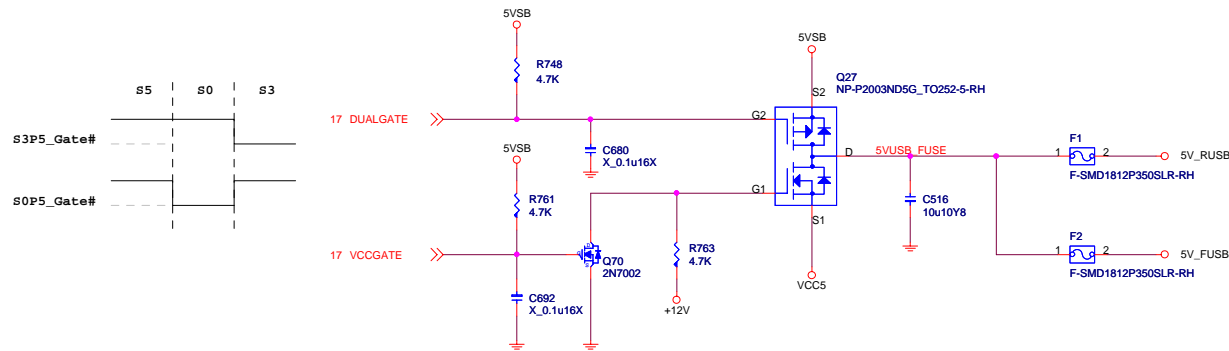 S5 S0 S3
S3P5_Gate#
S0P5_Gate#
5VSB
R748
4.7K
17 DUALGATE
C680
X_0.1u16X
5VSB
R761
4.7K
17 VCCGATE
Q70
2N7002
C692
X_0.1u16X
R763
4.7K
+12V
5VSB
Q27
NP-P2003ND5G_TO252-5-RH
S2
G2
D
G1
S1
VCC5
5VUSB_FUSE
C516
10u10Y8
F1
1 2
5V_RUSB
F-SMD1812P350SLR-RH
F2
1 2
5V_FUSB
F-SMD1812P350SLR-RH